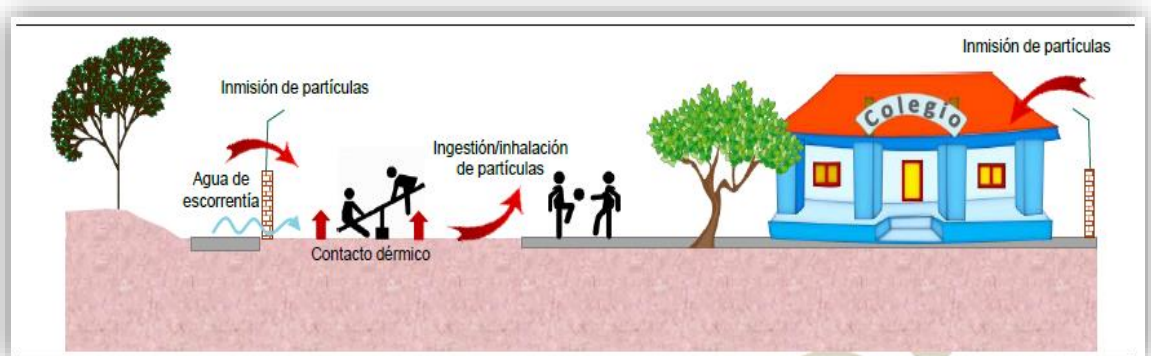 Inmisión de partículas
Inmisión de partículas
Colegio
Ingestión/inhalación
de partículas
Agua de
escorrentía
Contacto dérmico